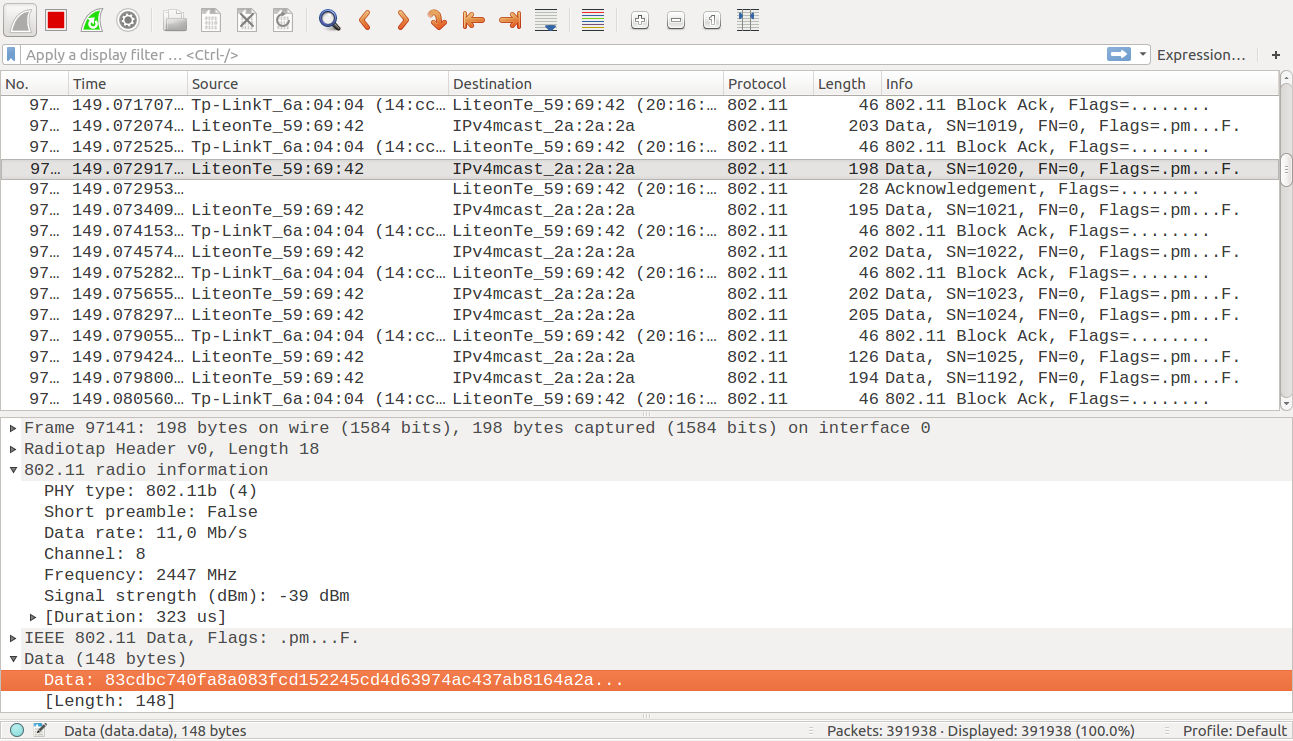 Apply a display filter … <Ctrl-/> Expression… +
No. Time Source Destination Protocol Length Info
97… 149.071707… Tp-LinkT_6a:04:04 (14:cc… LiteonTe_59:69:42 (20:16:… 802.11 46 802.11 Block Ack, Flags=........
97… 149.072074… LiteonTe_59:69:42 IPv4mcast_2a:2a:2a 802.11 203 Data, SN=1019, FN=0, Flags=.pm...F.
97… 149.072525… Tp-LinkT_6a:04:04 (14:cc… LiteonTe_59:69:42 (20:16:… 802.11 46 802.11 Block Ack, Flags=........
97… 149.072917… LiteonTe_59:69:42 IPv4mcast_2a:2a:2a 802.11 198 Data, SN=1020, FN=0, Flags=.pm...F.
97… 149.072953… LiteonTe_59:69:42 (20:16:… 802.11 28 Acknowledgement, Flags=........
97… 149.073409… LiteonTe_59:69:42 IPv4mcast_2a:2a:2a 802.11 195 Data, SN=1021, FN=0, Flags=.pm...F.
97… 149.074153… Tp-LinkT_6a:04:04 (14:cc… LiteonTe_59:69:42 (20:16:… 802.11 46 802.11 Block Ack, Flags=........
97… 149.074574… LiteonTe_59:69:42 IPv4mcast_2a:2a:2a 802.11 202 Data, SN=1022, FN=0, Flags=.pm...F.
97… 149.075282… Tp-LinkT_6a:04:04 (14:cc… LiteonTe_59:69:42 (20:16:… 802.11 46 802.11 Block Ack, Flags=........
97… 149.075655… LiteonTe_59:69:42 IPv4mcast_2a:2a:2a 802.11 202 Data, SN=1023, FN=0, Flags=.pm...F.
97… 149.078297… LiteonTe_59:69:42 IPv4mcast_2a:2a:2a 802.11 205 Data, SN=1024, FN=0, Flags=.pm...F.
97… 149.079055… Tp-LinkT_6a:04:04 (14:cc… LiteonTe_59:69:42 (20:16:… 802.11 46 802.11 Block Ack, Flags=........
97… 149.079424… LiteonTe_59:69:42 IPv4mcast_2a:2a:2a 802.11 126 Data, SN=1025, FN=0, Flags=.pm...F.
97… 149.079800… LiteonTe_59:69:42 IPv4mcast_2a:2a:2a 802.11 194 Data, SN=1192, FN=0, Flags=.pm...F.
97… 149.080560… Tp-LinkT_6a:04:04 (14:cc… LiteonTe_59:69:42 (20:16:… 802.11 46 802.11 Block Ack, Flags=........
Frame 97141: 198 bytes on wire (1584 bits), 198 bytes captured (1584 bits) on interface 0
Radiotap Header v0, Length 18
802.11 radio information
PHY type: 802.11b (4)
Short preamble: False
Data rate: 11,0 Mb/s
Channel: 8
Frequency: 2447 MHz
Signal strength (dBm): -39 dBm
[Duration: 323 us]
IEEE 802.11 Data, Flags: .pm...F.
Data (148 bytes)
Data: 83cdbc740fa8a083fcd152245cd4d63974ac437ab8164a2a...
[Length: 148]
Data (data.data), 148 bytes Packets: 391938 · Displayed: 391938 (100.0%) Profile: Default